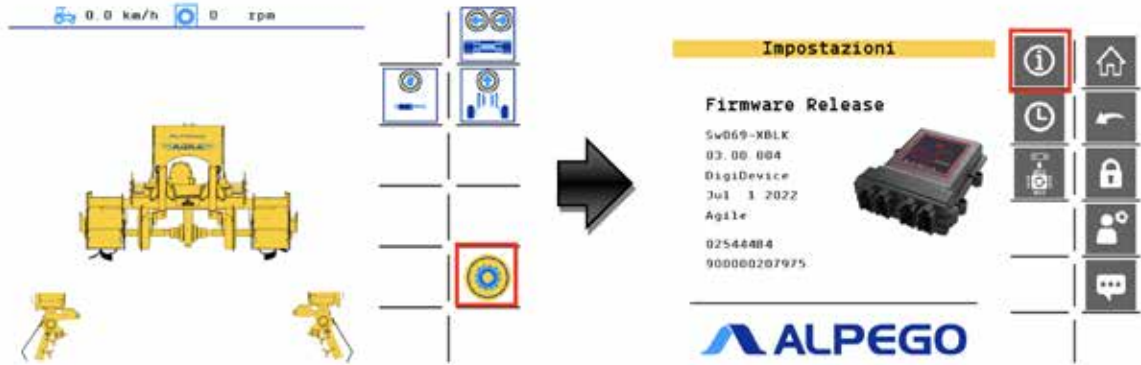 0.0 km/h 0 rpm
ALPEGO
Impostazioni
Firmware Release
Sw069-XBLK
03.00.004
DigiDevice
Jul 1 2022
Agile
02544484
900000207975
ALPEGO